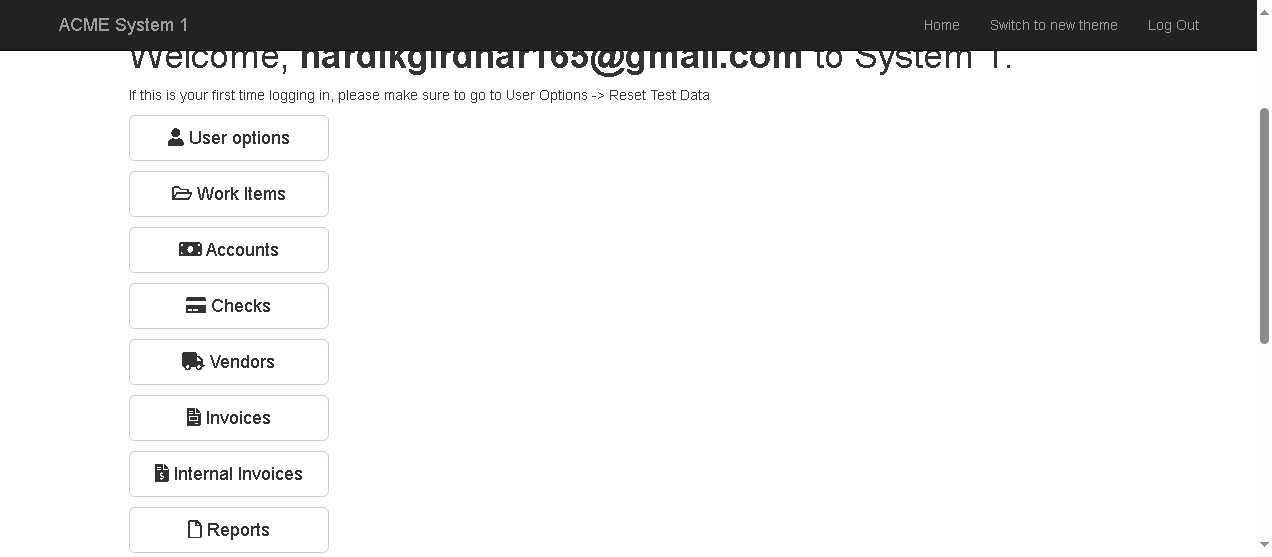 ACME System 1
Home
Switch to new theme
Log Out
Welcome, hardikgirdhar165@gmail.com to System 1.
If this is your first time logging in, please make sure to go to User Options -> Reset Test Data
User options
Work Items
Accounts
Checks
Vendors
Invoices
Internal Invoices
Reports